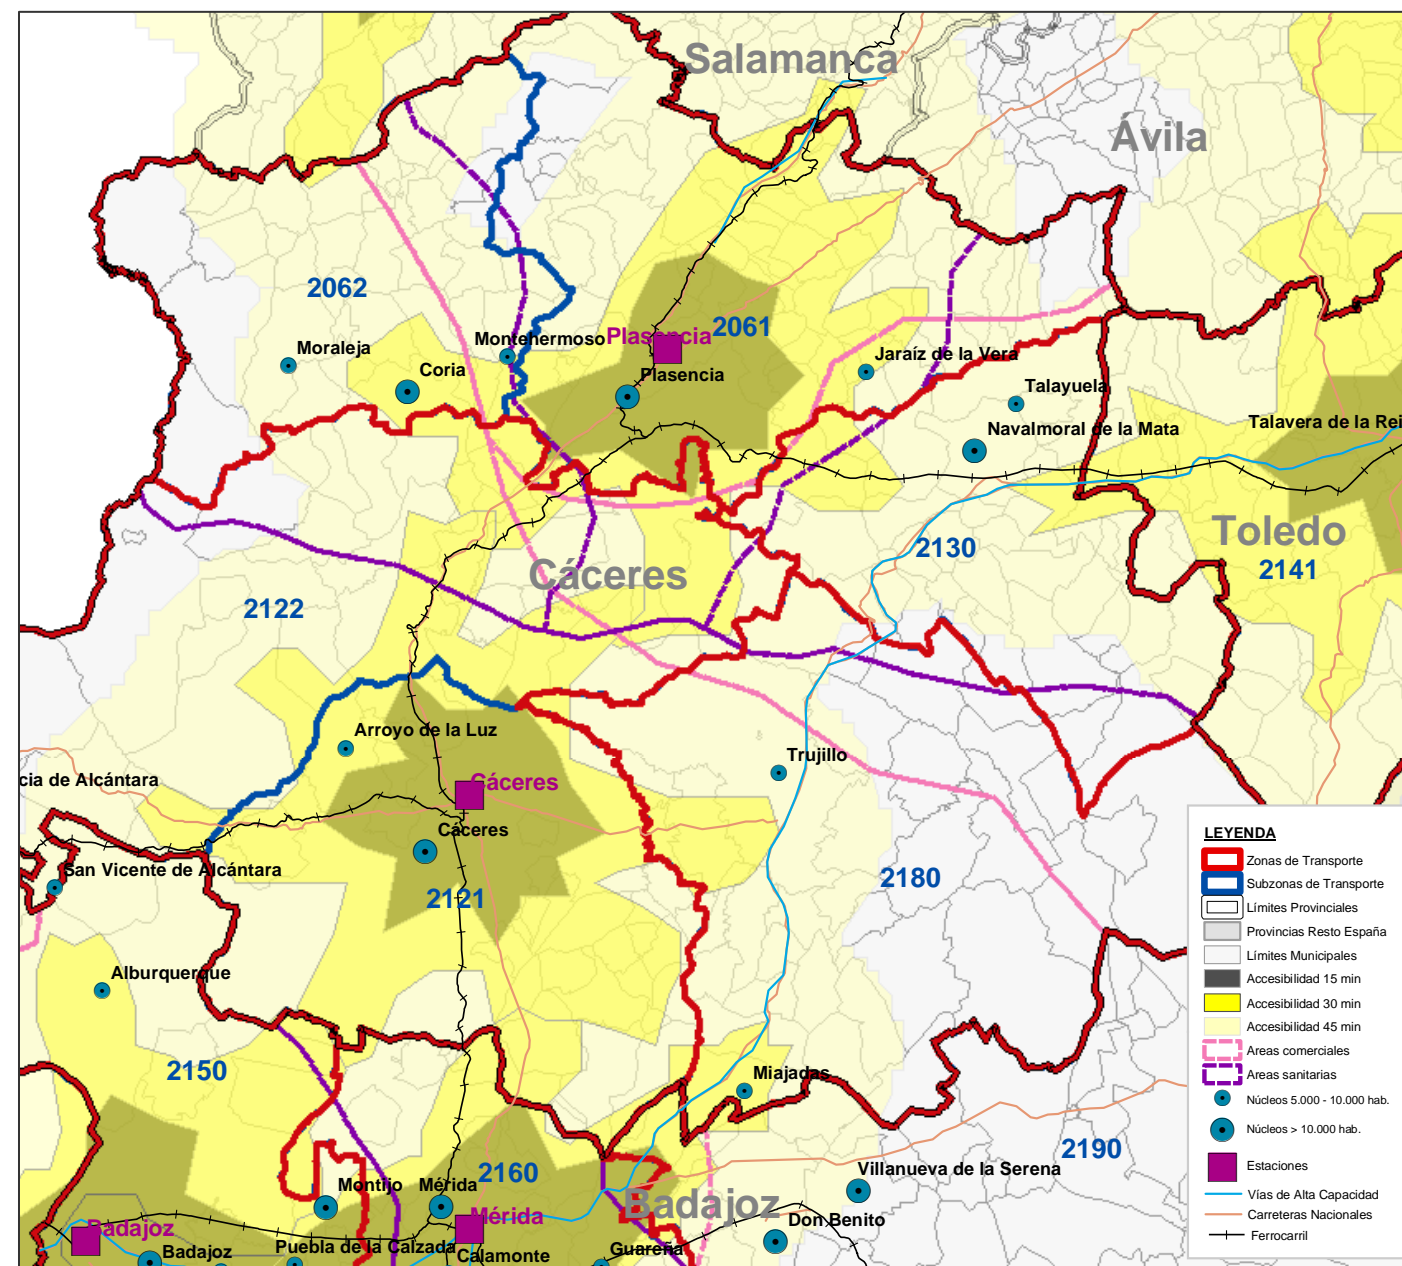 Salamanca
Ávila
2062
2061
Moraleja
Montehermoso
Plasencia
Jaraíz de la Vera
Coria
Plasencia
Talayuela
Navalmoral de la Mata
Talavera de la Rei
2141
Toledo
2130
Cáceres
2122
Arroyo de la Luz
Trujillo
cia de Alcántara
Cáceres
Cáceres
San Vicente de Alcántara
2121
2180
Alburquerque
2150
Miajadas
2160
2190
Villanueva de la Serena
Montijo
Mérida
Badajoz
Mérida
Don Benito
Badajoz
Badajoz
Puebla de la Calzada
Calamonte
Guareña
LEYENDA
Zonas de Transporte
Subzonas de Transporte
Límites Provinciales
Provincias Resto España
Límites Municipales
Accesibilidad 15 min
Accesibilidad 30 min
Accesibilidad 45 min
Areas comerciales
Areas sanitarias
Núcleos 5.000 - 10.000 hab.
Núcleos > 10.000 hab.
Estaciones
Vías de Alta Capacidad
Carreteras Nacionales
Ferrocarril